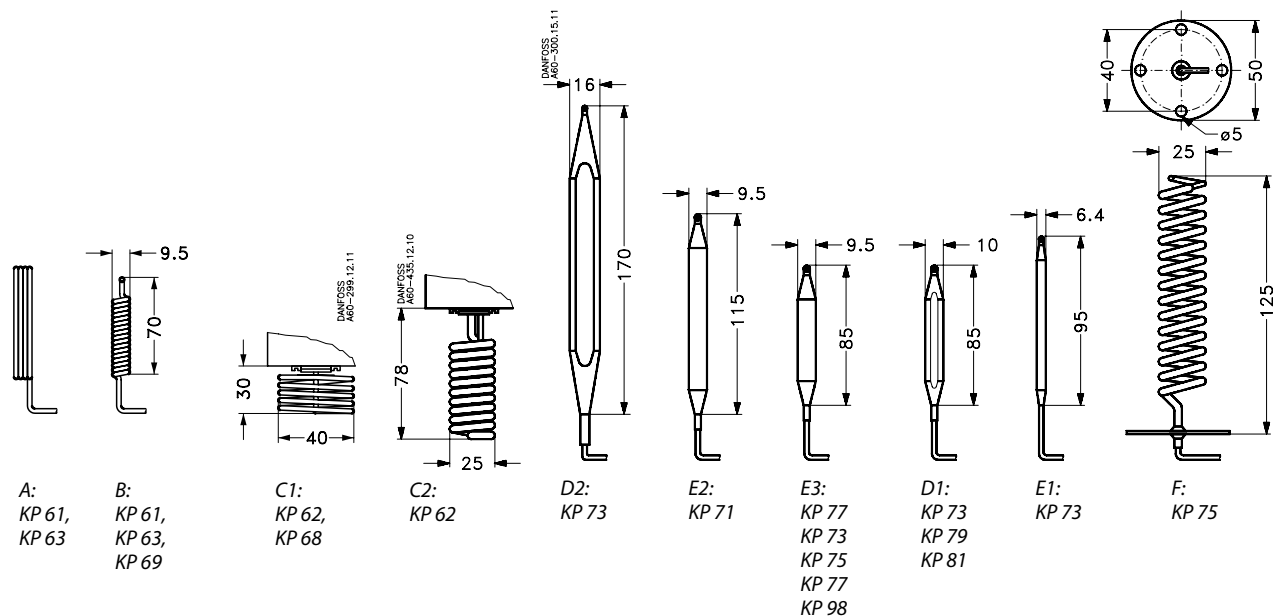 9.5
70
DANFOSS
A60-299.12.11
30
40
DANFOSS
A60-435.12.10
78
25
DANFOSS
A60-300.15.11
16
170
9.5
115
9.5
85
10
85
6.4
95
40
50
ø5
25
125
A:
KP 61,
KP 63
B:
KP 61,
KP 63,
KP 69
C1:
KP 62,
KP 68
C2:
KP 62
D2:
KP 73
E2:
KP 71
E3:
KP 77
KP 73
KP 75
KP 77
KP 98
D1:
KP 73
KP 79
KP 81
E1:
KP 73
F:
KP 75